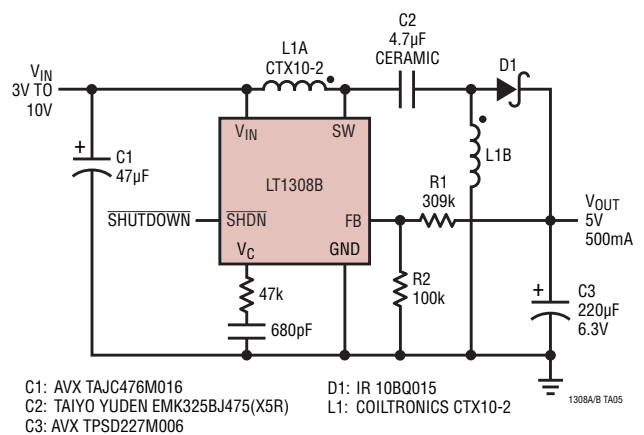 C2
4.7µF
CERAMIC
L1A
CTX10-2
D1
VIN
3V TO
10V
VIN
SW
L1B
+
C1
47µF
LT1308B
R1
309k
VOUT
5V
500mA
SHUTDOWN
SHDN
FB
VC
GND
R2
100k
+
C3
220µF
6.3V
47k
680pF
C1: AVX TAJC476M016
C2: TAIYO YUDEN EMK325BJ475(X5R)
C3: AVX TPSD227M006
D1: IR 10BQ015
L1: COILTRONICS CTX10-2
1308A/B TA05